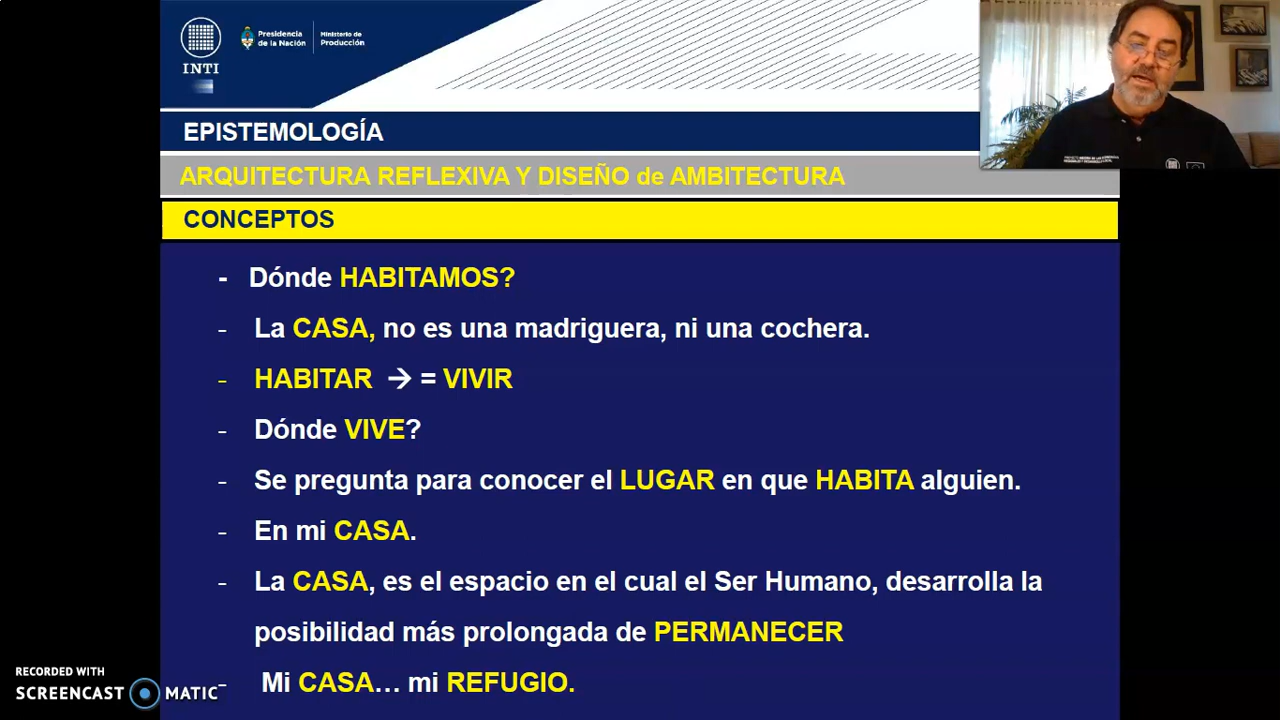 INTI
Presidencia
de la Nación
Ministerio de
Producción
EPISTEMOLOGÍA
ARQUITECTURA REFLEXIVA Y DISEÑO de AMBITECTURA
CONCEPTOS
- Dónde HABITAMOS?
- La CASA, no es una madriguera, ni una cochera.
- HABITAR → = VIVIR
- Dónde VIVE?
- Se pregunta para conocer el LUGAR en que HABITA alguien.
- En mi CASA.
- La CASA, es el espacio en el cual el Ser Humano, desarrolla la
posibilidad más prolongada de PERMANECER
- Mi CASA... mi REFUGIO.
RECORDED WITH
SCREENCAST MATIC